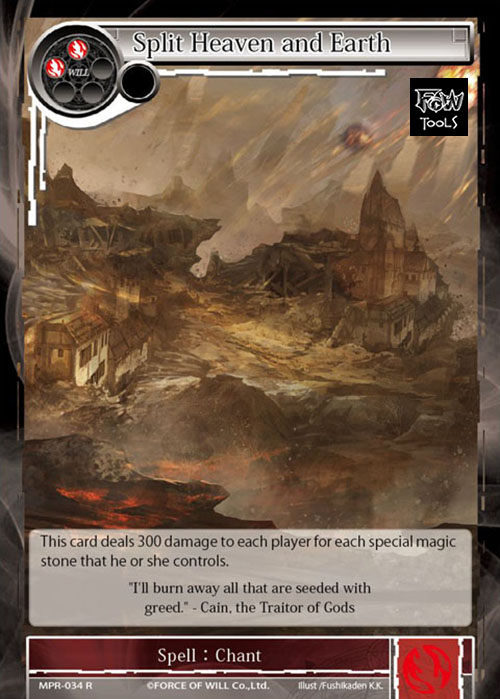 Split Heaven and Earth
WILL
FOW
TOOLS
This card deals 300 damage to each player for each special magic
stone that he or she controls.
"I'll burn away all that are seeded with
greed." - Cain, the Traitor of Gods
Spell : Chant
MPR-034 R ©FORCE OF WILL Co.,Ltd. Illust /Fushikaden K.K.